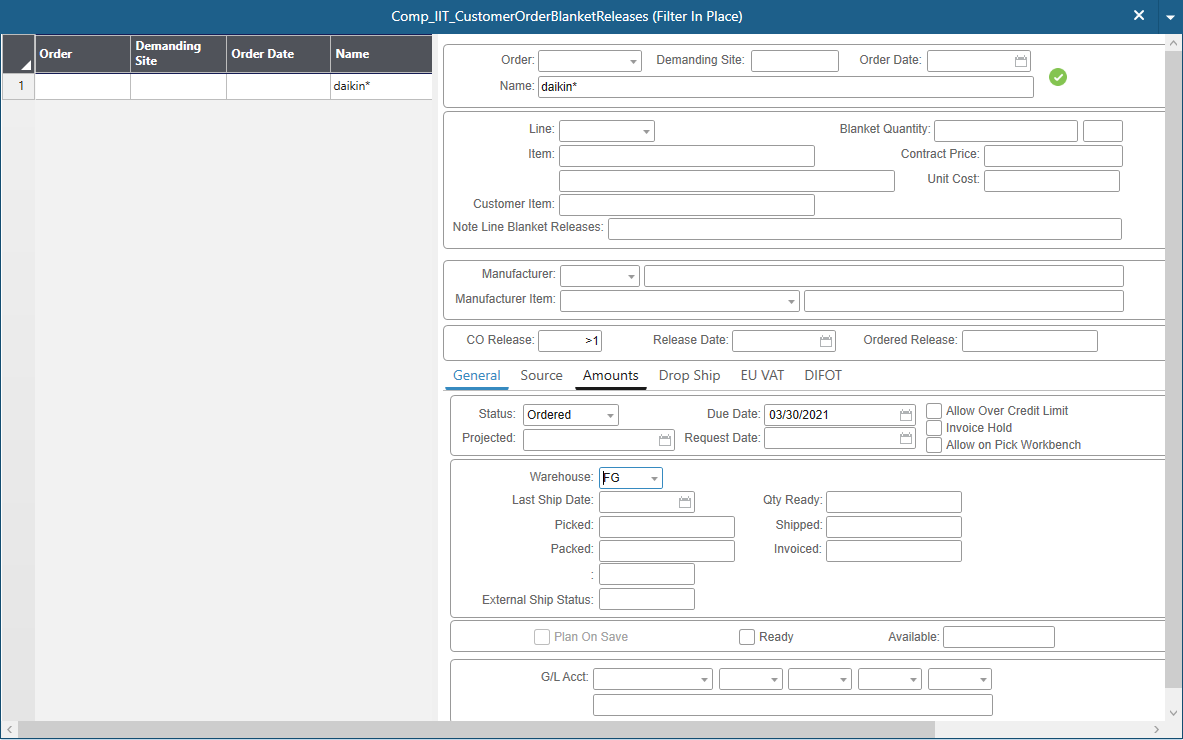 Comp_IIT_CustomerOrderBlanketReleases (Filter In Place)
Order Demanding Site Order Date Name
1 daikin*
Order: Demanding Site: Order Date:
Name: daikin*
Line: Blanket Quantity:
Item: Contract Price:
Unit Cost:
Customer Item:
Note Line Blanket Releases:
Manufacturer:
Manufacturer Item:
CO Release: >1 Release Date: Ordered Release:
General Source Amounts Drop Ship EU VAT DIFOT
Status: Ordered Due Date: 03/30/2021 Allow Over Credit Limit
Invoice Hold
Projected: Request Date: Allow on Pick Workbench
Warehouse: FG
Last Ship Date: Qty Ready:
Picked: Shipped:
Packed: Invoiced:
:
External Ship Status:
Plan On Save Ready Available:
G/L Acct: